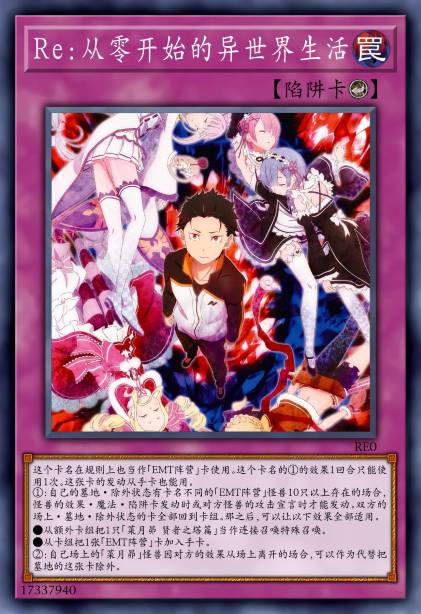 Re:从零开始的异世界生活
罠
【陷阱卡】
RE0
这个卡名在规则上也当作「EMT阵营」卡使用。这个卡名的①的效果1回合只能使
用1次。这张卡的发动从手卡也能用。
①:自己的墓地·除外状态有卡名不同的「EMT阵营」怪兽10只以上存在的场合,
怪兽的效果·魔法·陷阱卡发动时或对方怪兽的攻击宣言时才能发动。双方的
场上·墓地·除外状态的卡全部回到卡组。那之后,可以让以下效果全部适用。
●从额外卡组把1只「菜月昴 贤者之塔篇」当作连接召唤特殊召唤。
●从卡组把1张「EMT阵营」卡加入手卡。
②:自己场上的「菜月昴」怪兽因对方的效果从场上离开的场合,可以作为代替把
墓地的这张卡除外。
17337940